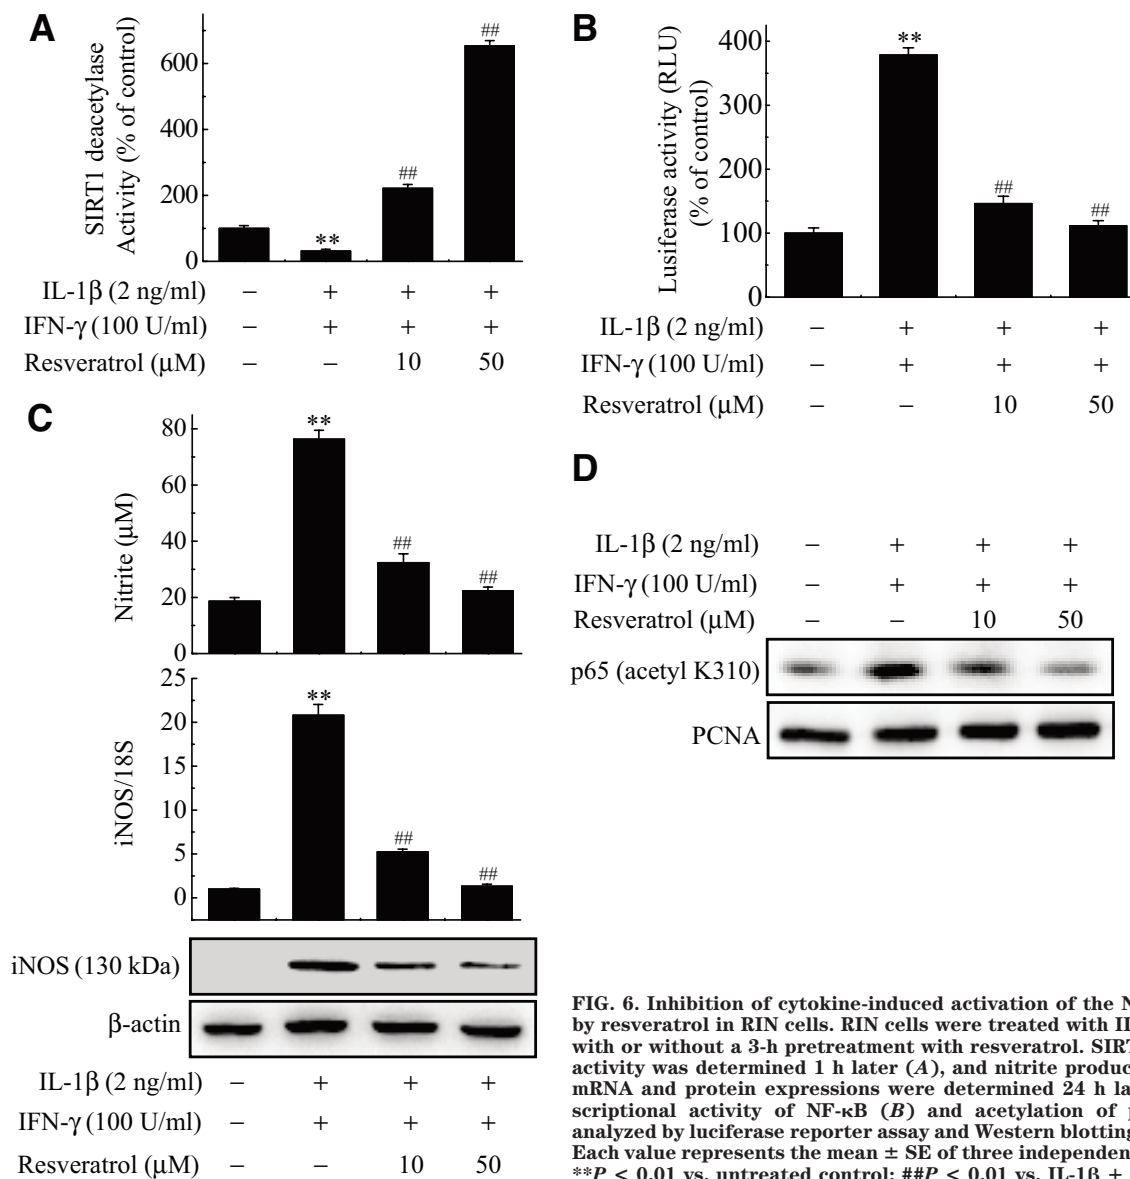 A
SIRT1 deacetylase
Activity (% of control)
600
400
200
0
**
##
##
IL-1β (2 ng/ml) – + + +
IFN-γ (100 U/ml) – + + +
Resveratrol (μM) – – 10 50
B
Lusiferase activity (RLU)
(% of control)
400
300
200
100
0
**
##
##
IL-1β (2 ng/ml) – + + +
IFN-γ (100 U/ml) – + + +
Resveratrol (μM) – – 10 50
C
Nitrite (μM)
80
60
40
20
0
**
##
##
iNOS/18S
25
20
15
10
5
0
**
##
##
iNOS (130 kDa)
β-actin
IL-1β (2 ng/ml) – + + +
IFN-γ (100 U/ml) – + + +
Resveratrol (μM) – – 10 50
D
IL-1β (2 ng/ml) – + + +
IFN-γ (100 U/ml) – + + +
Resveratrol (μM) – – 10 50
p65 (acetyl K310)
PCNA
FIG. 6. Inhibition of cytokine-induced activation of the N
by resveratrol in RIN cells. RIN cells were treated with
with or without a 3-h pretreatment with resveratrol. SIRT
activity was determined 1 h later (A), and nitrite produc
mRNA and protein expressions were determined 24 h la
scriptional activity of NF-κB (B) and acetylation of
analyzed by luciferase reporter assay and Western blotting
Each value represents the mean ± SE of three independen
**P < 0.01 vs. untreated control; ##P < 0.01 vs. IL-1β +